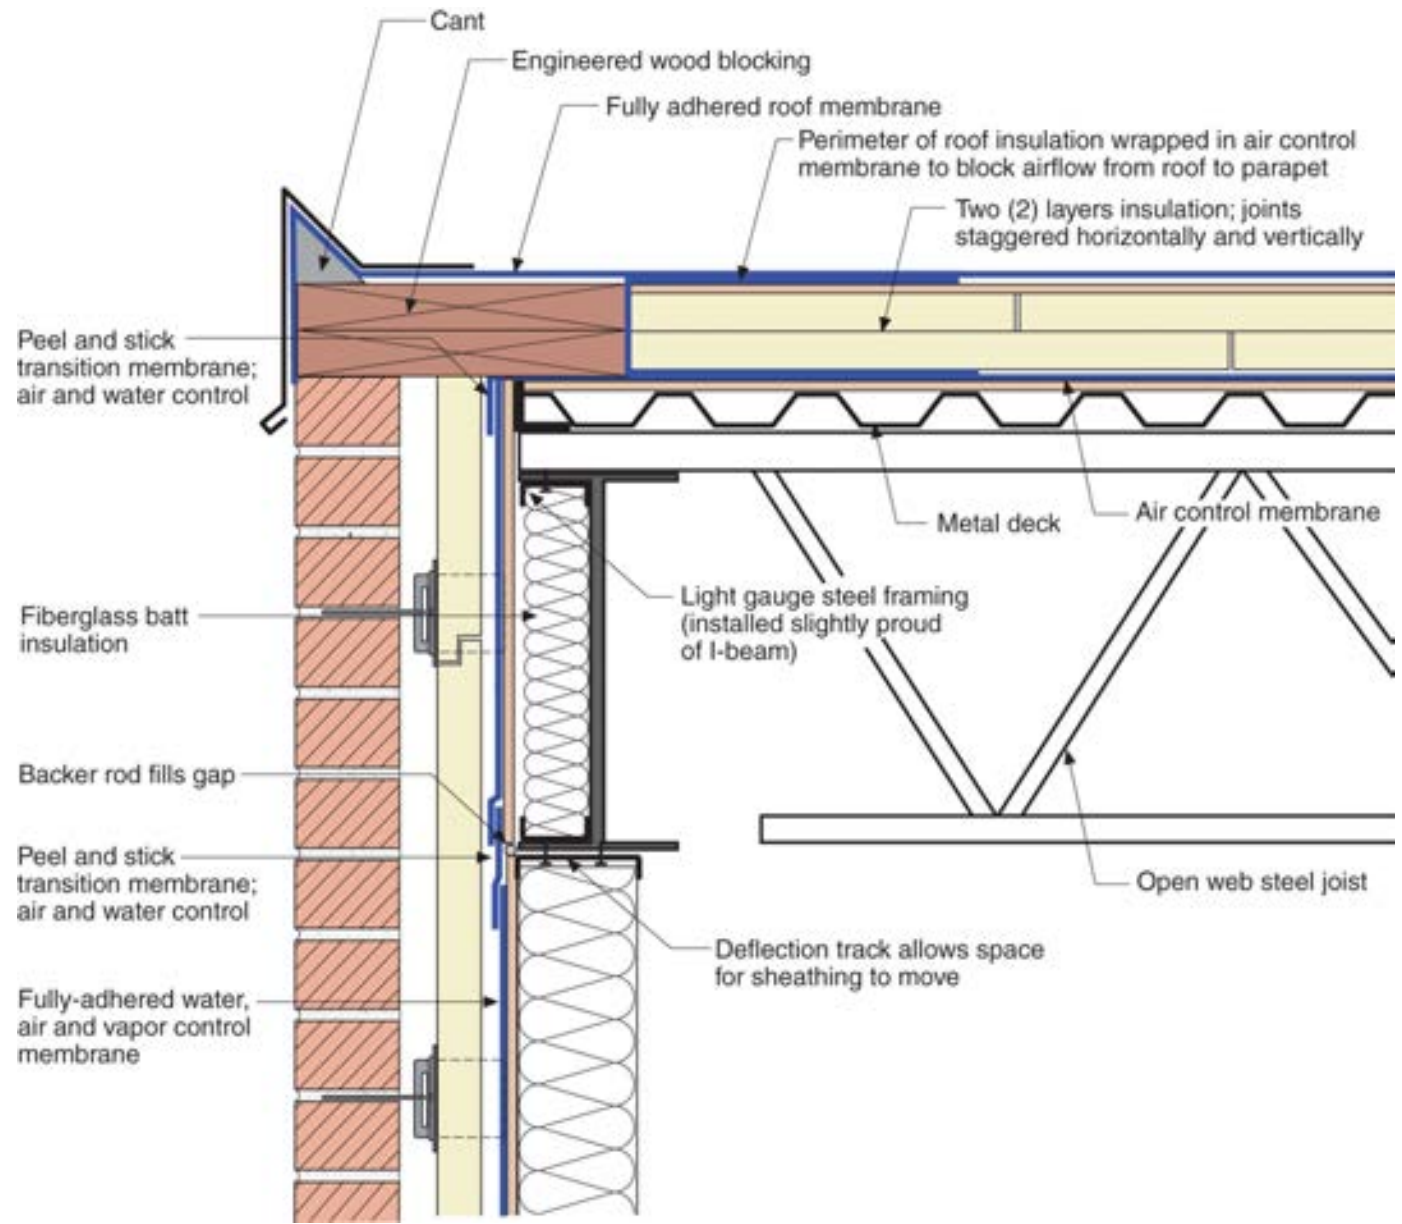 Cant
Engineered wood blocking
Fully adhered roof membrane
Perimeter of roof insulation wrapped in air control
membrane to block airflow from roof to parapet
Two (2) layers insulation; joints
staggered horizontally and vertically
Peel and stick
transition membrane;
air and water control
Metal deck
Air control membrane
Light gauge steel framing
(installed slightly proud
of I-beam)
Fiberglass batt
insulation
Backer rod fills gap
Peel and stick
transition membrane;
air and water control
Open web steel joist
Deflection track allows space
for sheathing to move
Fully-adhered water,
air and vapor control
membrane